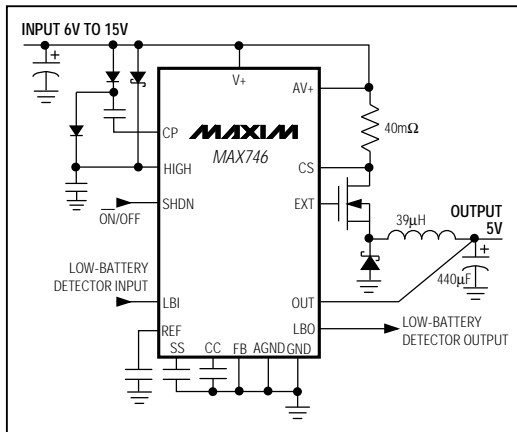 INPUT 6V TO 15V
V+
AV+
40mΩ
CP
MAXIM
MAX746
HIGH
CS
SHDN
EXT
ON/OFF
39µH
OUTPUT
5V
LOW-BATTERY
DETECTOR INPUT
440µF
LBI
OUT
REF
LBO
LOW-BATTERY
DETECTOR OUTPUT
SS
CC
FB
AGND
GND